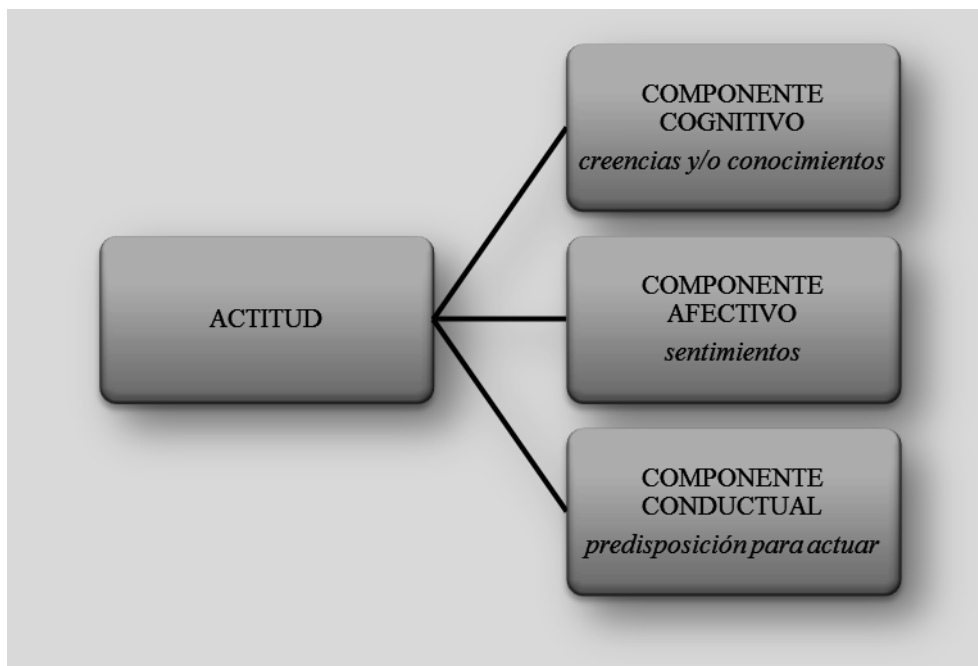 ACTITUD
COMPONENTE
COGNITIVO
creencias y/o conocimientos
COMPONENTE
AFECTIVO
sentimientos
COMPONENTE
CONDUCTUAL
predisposición para actuar